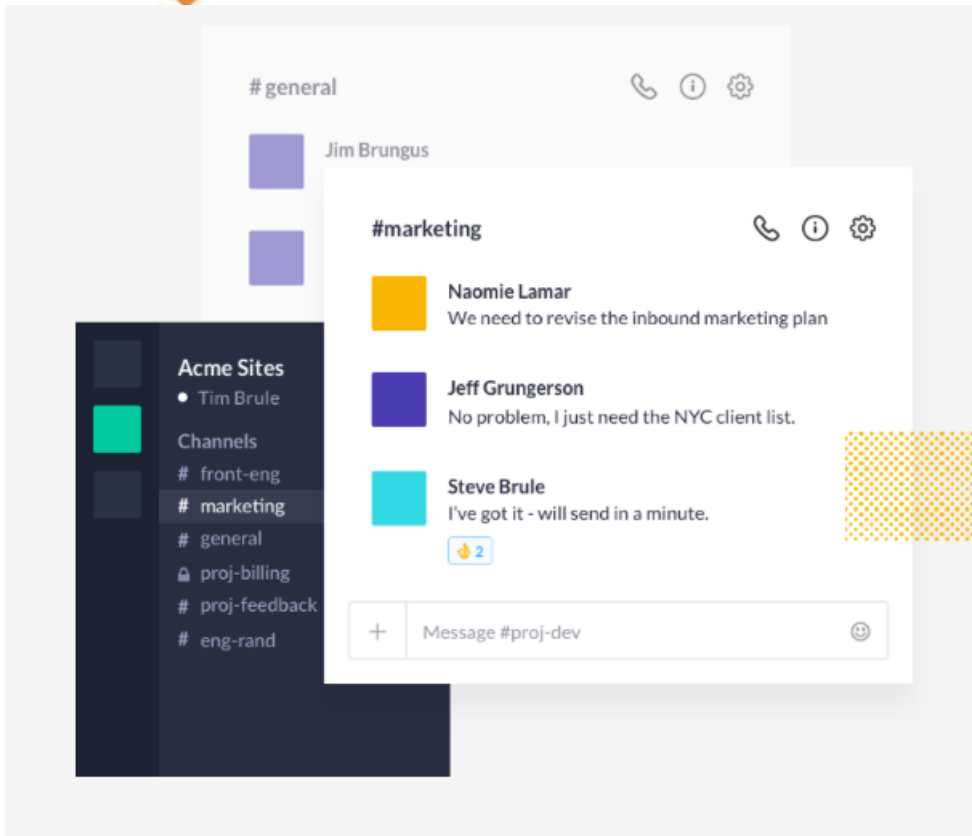 # general
Jim Brungus
#marketing
Naomie Lamar
We need to revise the inbound marketing plan
Jeff Grungerson
No problem, I just need the NYC client list.
Steve Brule
I've got it - will send in a minute.
👌 2
Message #proj-dev
Acme Sites
Tim Brule
Channels
# front-eng
# marketing
# general
proj-billing
# proj-feedback
# eng-rand